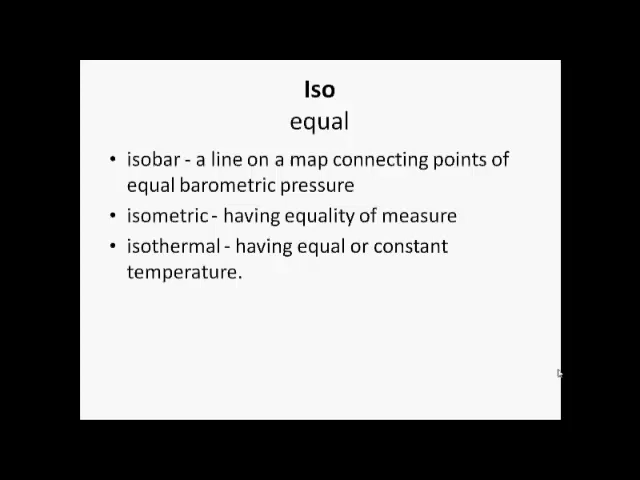 Iso
equal
• isobar - a line on a map connecting points of
equal barometric pressure
• isometric - having equality of measure
• isothermal - having equal or constant
temperature.